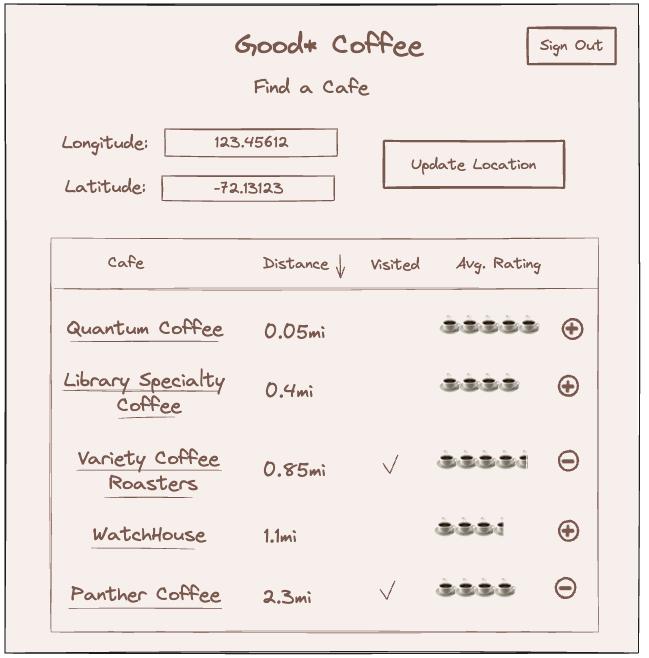 Good* Coffee
Sign Out
Find a Cafe
Longitude: 123.45612
Latitude: -72.13123
Update Location
Cafe Distance ↓ Visited Avg. Rating
Quantum Coffee 0.05mi
Library Specialty
Coffee 0.4mi
Variety Coffee
Roasters 0.85mi ✓
WatchHouse 1.1mi
Panther Coffee 2.3mi ✓